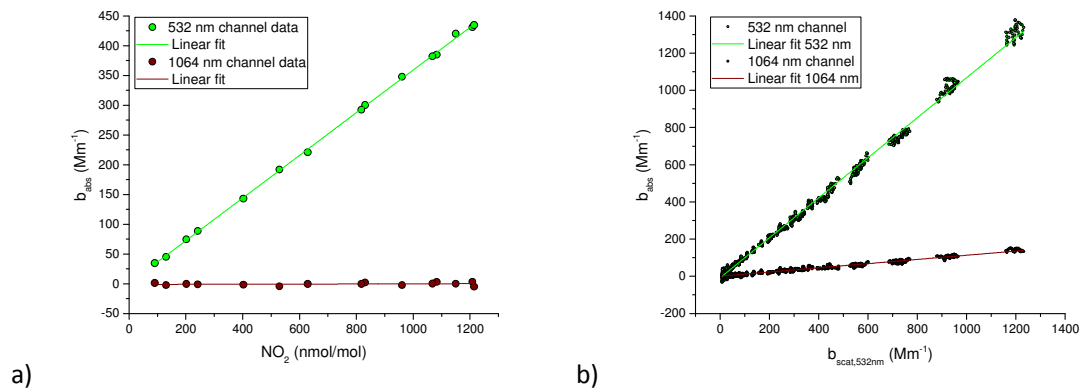 450
400
350
300
250
200
150
100
50
0
-50
b_abs (Mm⁻¹)
532 nm channel data
Linear fit
1064 nm channel data
Linear fit
0 200 400 600 800 1000 1200
NO₂ (nmol/mol)
a)
1400
1200
1000
800
600
400
200
0
-200
b_abs (Mm⁻¹)
532 nm channel
Linear fit 532 nm
1064 nm channel
Linear fit 1064 nm
0 200 400 600 800 1000 1200 1400
b_scat,532nm (Mm⁻¹)
b)